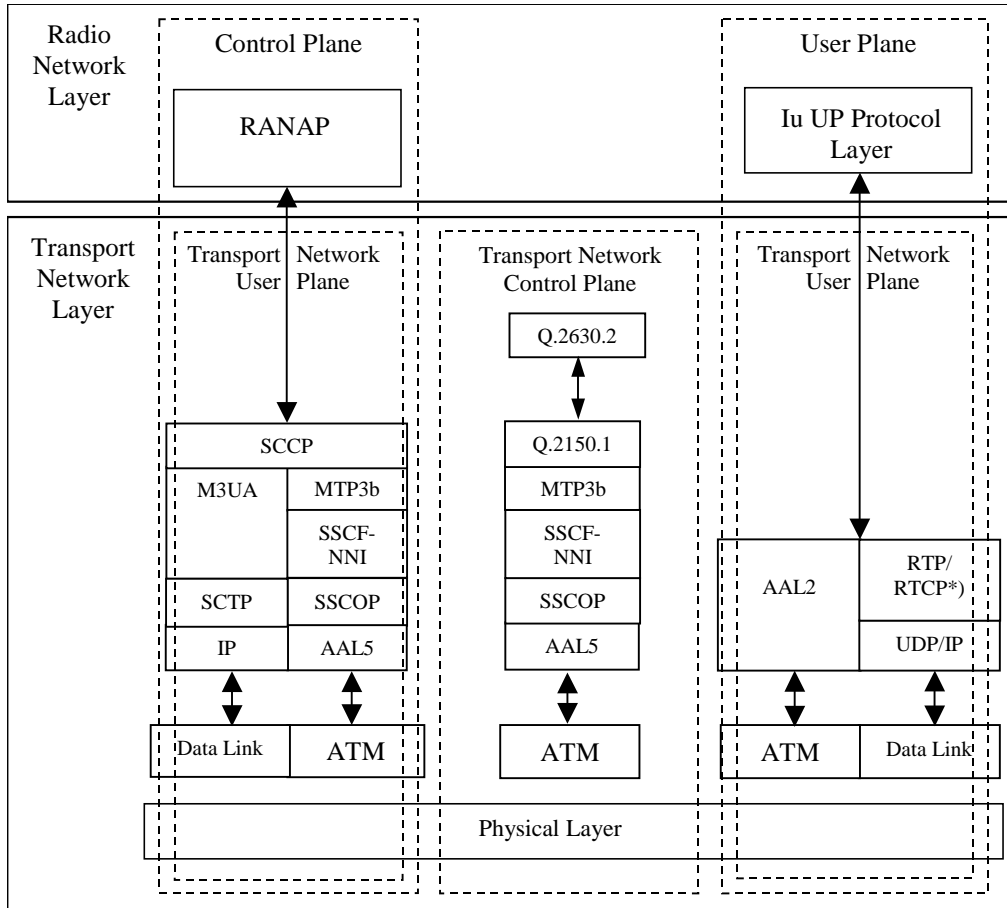 Radio
Network
Layer
Control Plane
User Plane
RANAP
Iu UP Protocol
Layer
Transport
Network
Layer
Transport Network
User Plane
Transport Network
Control Plane
Transport Network
User Plane
Q.2630.2
SCCP
M3UA
MTP3b
SSCF-
NNI
SCTP
SSCOP
IP
AAL5
Q.2150.1
MTP3b
SSCF-
NNI
SSCOP
AAL5
AAL2
RTP/
RTCP*)
UDP/IP
Data Link
ATM
ATM
ATM
Data Link
Physical Layer